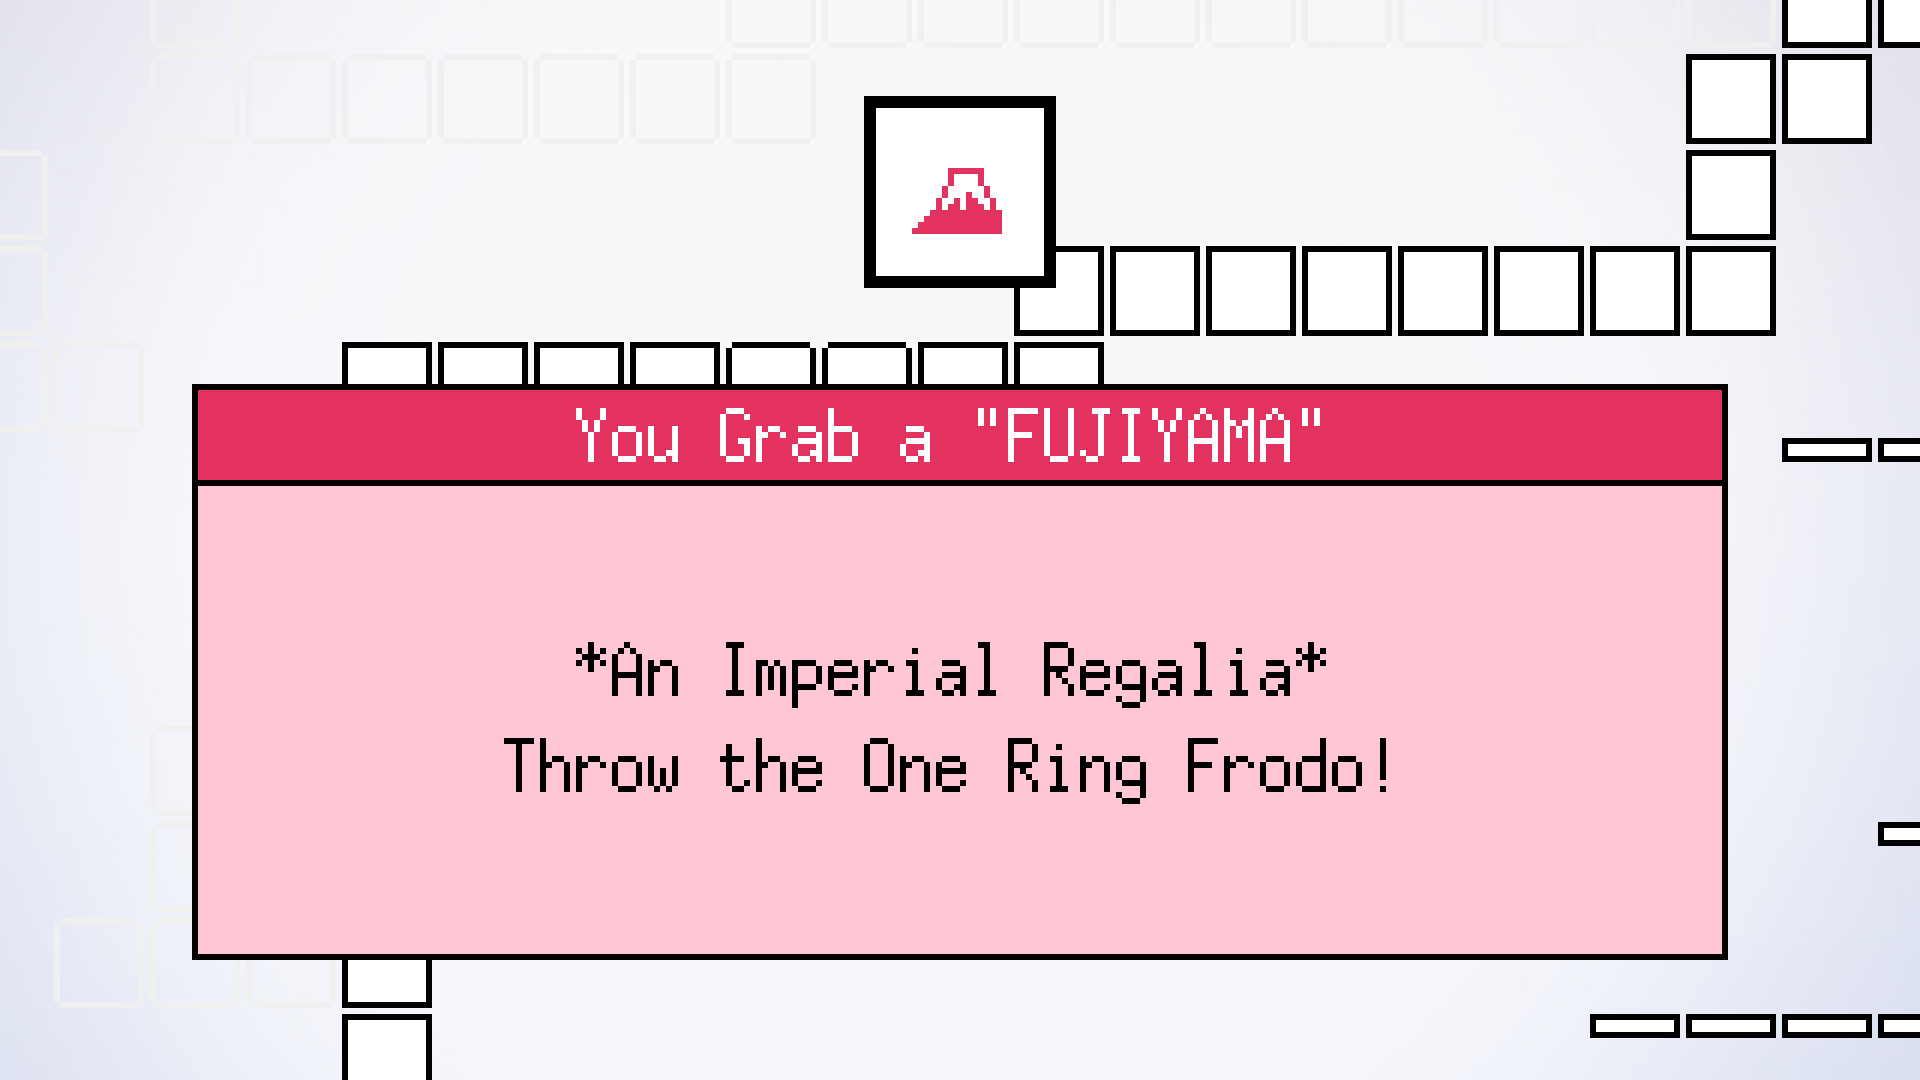 You Grab a "FUJIYAMA"
*An Imperial Regalia*
Throw the One Ring Frodo!